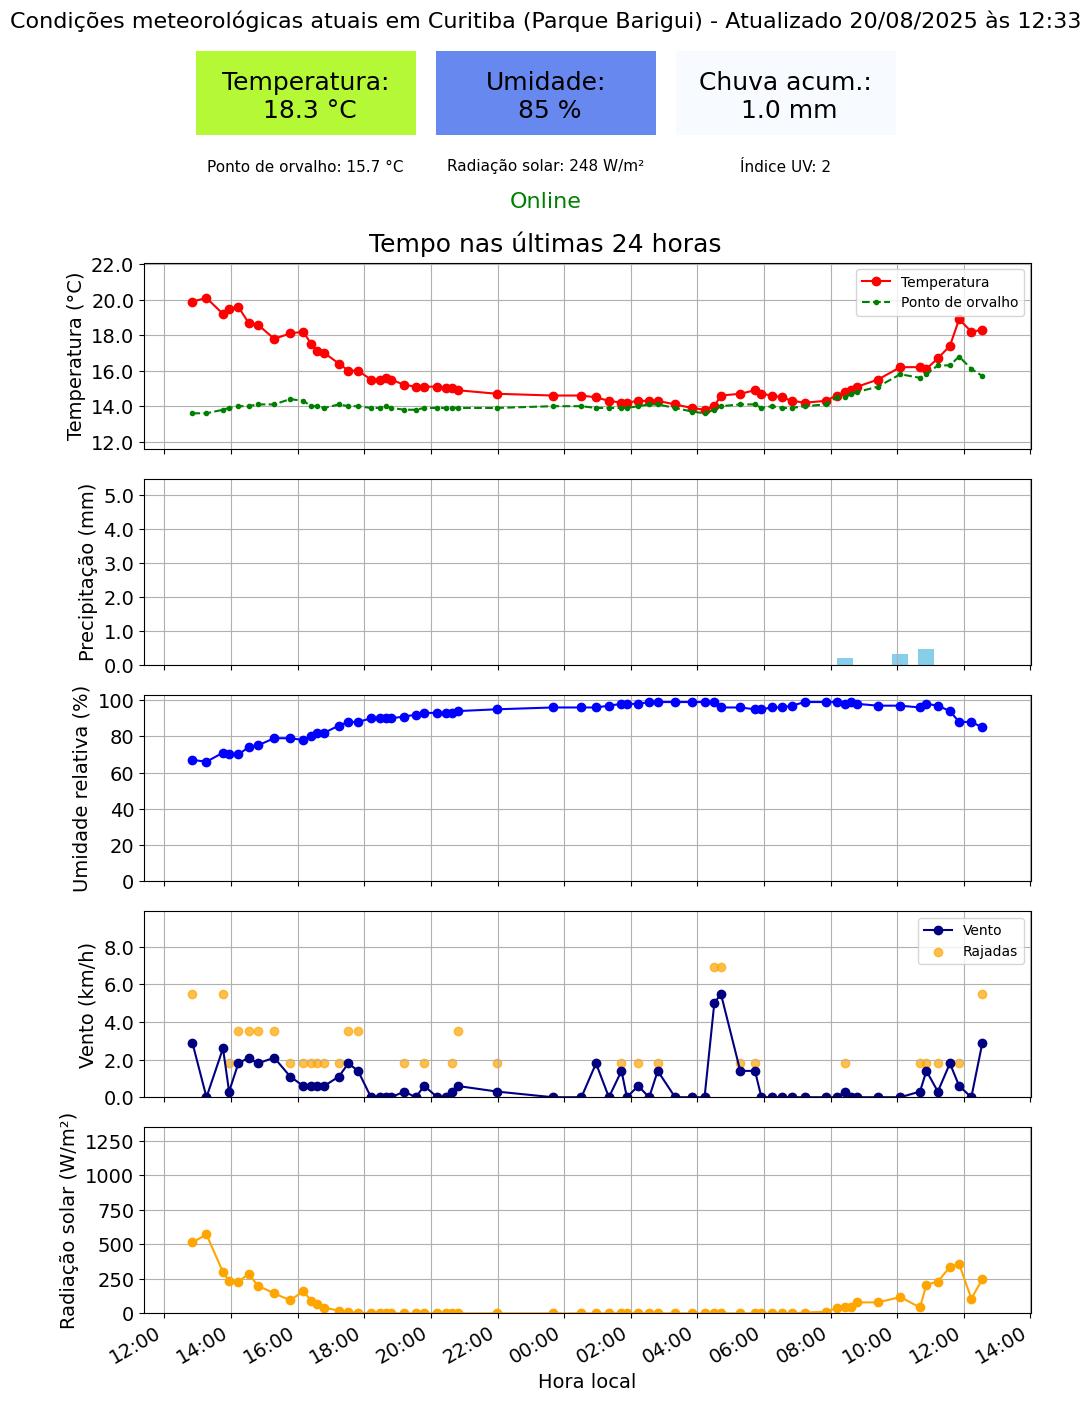 Condições meteorológicas atuais em Curitiba (Parque Barigui) - Atualizado 20/08/2025 às 12:33
Temperatura:
18.3 °C
Umidade:
85 %
Chuva acum.:
1.0 mm
Ponto de orvalho: 15.7 °C
Radiação solar: 248 W/m²
Índice UV: 2
Online
Tempo nas últimas 24 horas
Temperatura (°C)
22.0
20.0
18.0
16.0
14.0
12.0
Temperatura
Ponto de orvalho
Precipitação (mm)
5.0
4.0
3.0
2.0
1.0
0.0
Umidade relativa (%)
100
80
60
40
20
0
Vento (km/h)
8.0
6.0
4.0
2.0
0.0
Vento
Rajadas
Radiação solar (W/m²)
1250
1000
750
500
250
0
12:00
14:00
16:00
18:00
20:00
22:00
00:00
02:00
04:00
06:00
08:00
10:00
12:00
14:00
Hora local